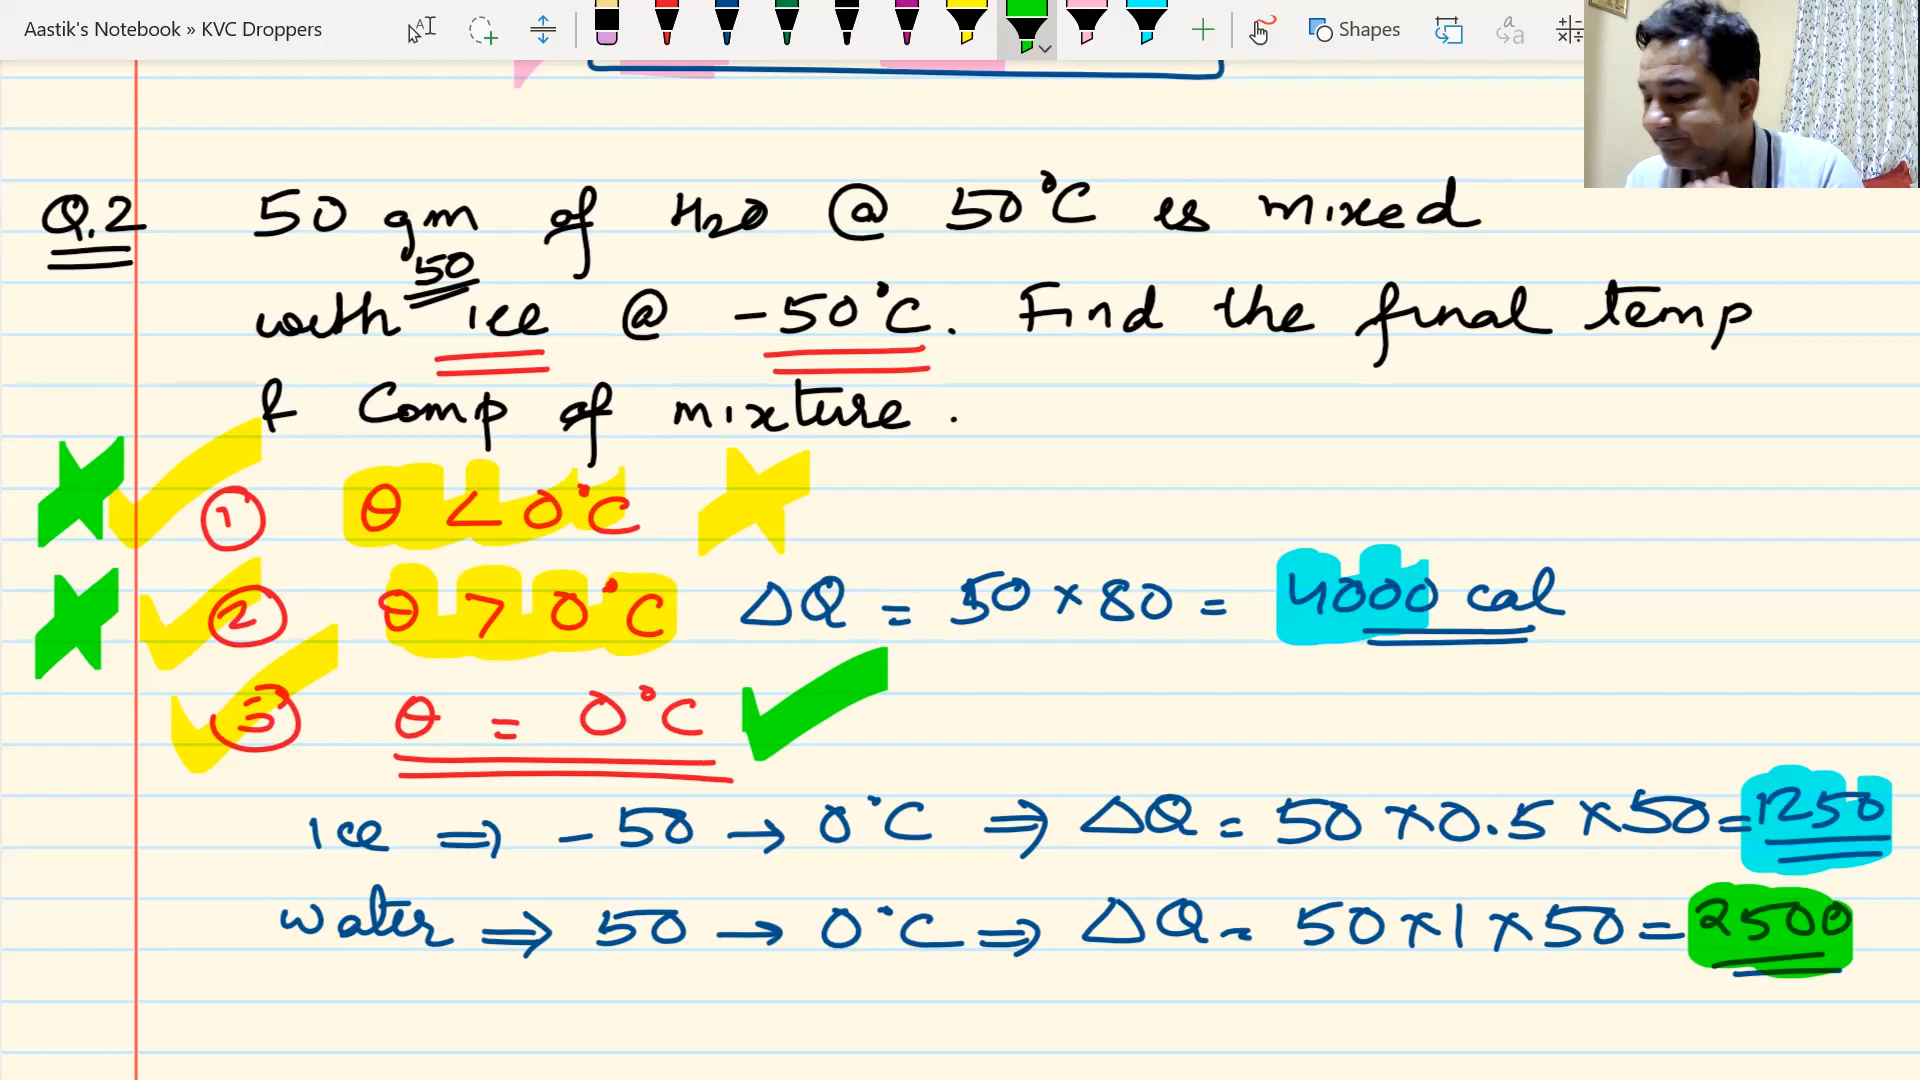 Aastik's Notebook » KVC Droppers
Shapes
Q.2 50 gm of H2O @ 50°C is mixed
50
with ice @ -50°C. Find the final temp
& Comp of mixture.
① θ < 0°C
② θ > 0°C ΔQ = 50 × 80 = 4000 cal
③ θ = 0°C
ice ⇒ - 50 → 0°C ⇒ ΔQ = 50 × 0.5 × 50 = 1250
water ⇒ 50 → 0°C ⇒ ΔQ = 50 × 1 × 50 = 2500